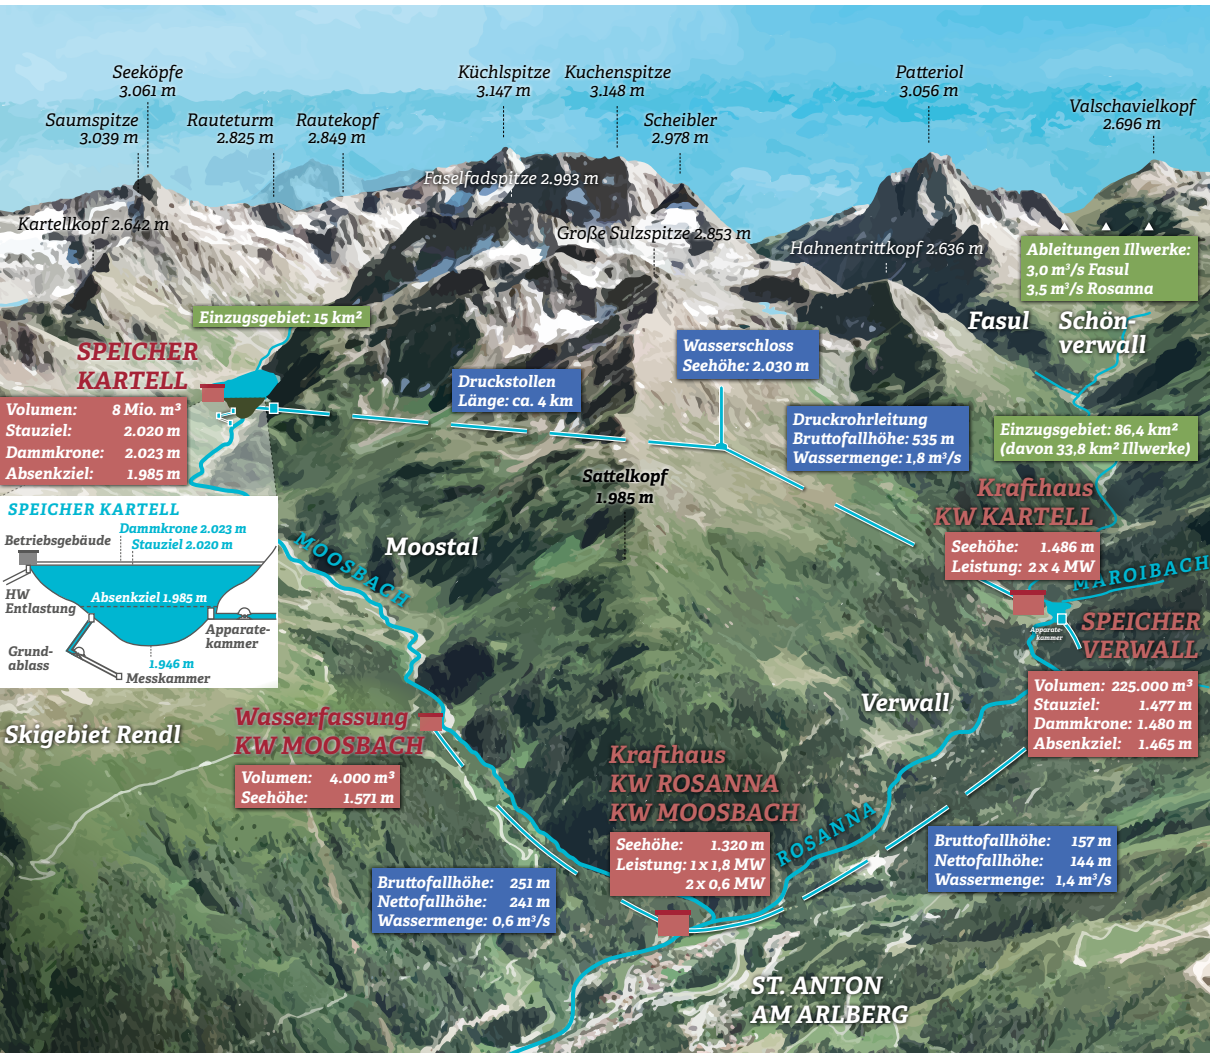 Seeköpfe
3.061 m
Küchlspitze
3.147 m
Kuchenspitze
3.148 m
Patteriol
3.056 m
Valschavielkopf
2.696 m
Saumspitze
3.039 m
Rauteturm
2.825 m
Rautekopf
2.849 m
Scheibler
2.978 m
Faselfadspitze 2.993 m
Kartellkopf 2.642 m
Große Sulzspitze 2.853 m
Hahnentrittkopf 2.636 m
Ableitungen Illwerke:
3,0 m³/s Fasul
3,5 m³/s Rosanna
Einzugsgebiet: 15 km²
Fasul
Schön-
verwall
SPEICHER
KARTELL
Volumen: 8 Mio. m³
Stauziel: 2.020 m
Dammkrone: 2.023 m
Absenkziel: 1.985 m
Druckstollen
Länge: ca. 4 km
Wasserschloss
Seehöhe: 2.030 m
Druckrohrleitung
Bruttofallhöhe: 535 m
Wassermenge: 1,8 m³/s
Einzugsgebiet: 86,4 km²
(davon 33,8 km² Illwerke)
Sattelkopf
1.985 m
Krafthaus
KW KARTELL
Seehöhe: 1.486 m
Leistung: 2 x 4 MW
SPEICHER KARTELL
Dammkrone 2.023 m
Stauziel 2.020 m
Betriebsgebäude
HW
Entlastung
Absenkziel 1.985 m
Apparate-
kammer
Grund-
ablass
1.946 m
Messkammer
MOOSBACH
Moostal
MAROIBACH
Apparate-
kammer
SPEICHER
VERWALL
Volumen: 225.000 m³
Stauziel: 1.477 m
Dammkrone: 1.480 m
Absenkziel: 1.465 m
Verwall
Skigebiet Rendl
Wasserfassung
KW MOOSBACH
Volumen: 4.000 m³
Seehöhe: 1.571 m
Krafthaus
KW ROSANNA
KW MOOSBACH
Seehöhe: 1.320 m
Leistung: 1 x 1,8 MW
2 x 0,6 MW
ROSANNA
Bruttofallhöhe: 157 m
Nettofallhöhe: 144 m
Wassermenge: 1,4 m³/s
Bruttofallhöhe: 251 m
Nettofallhöhe: 241 m
Wassermenge: 0,6 m³/s
ST. ANTON
AM ARLBERG